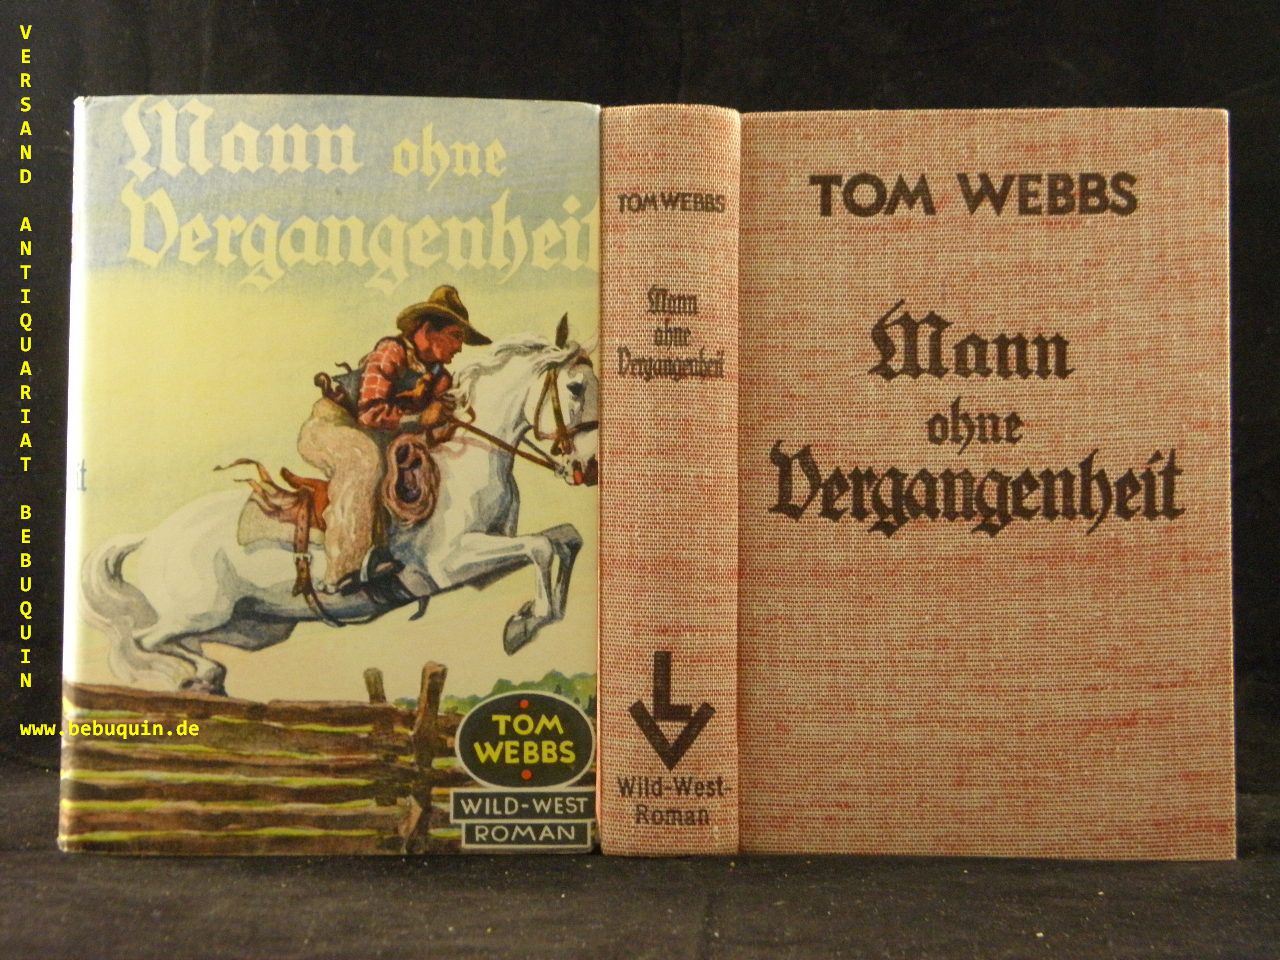 VERSAND ANTIQUARIAT BEBUQUIN
www.bebuquin.de
Mann ohne
Vergangenheit
TOM
WEBBS
WILD-WEST
ROMAN
TOM WEBBS
Mann
ohne
Vergangenheit
LV
Wild-West-
Roman
TOM WEBBS
Mann
ohne
Vergangenheit